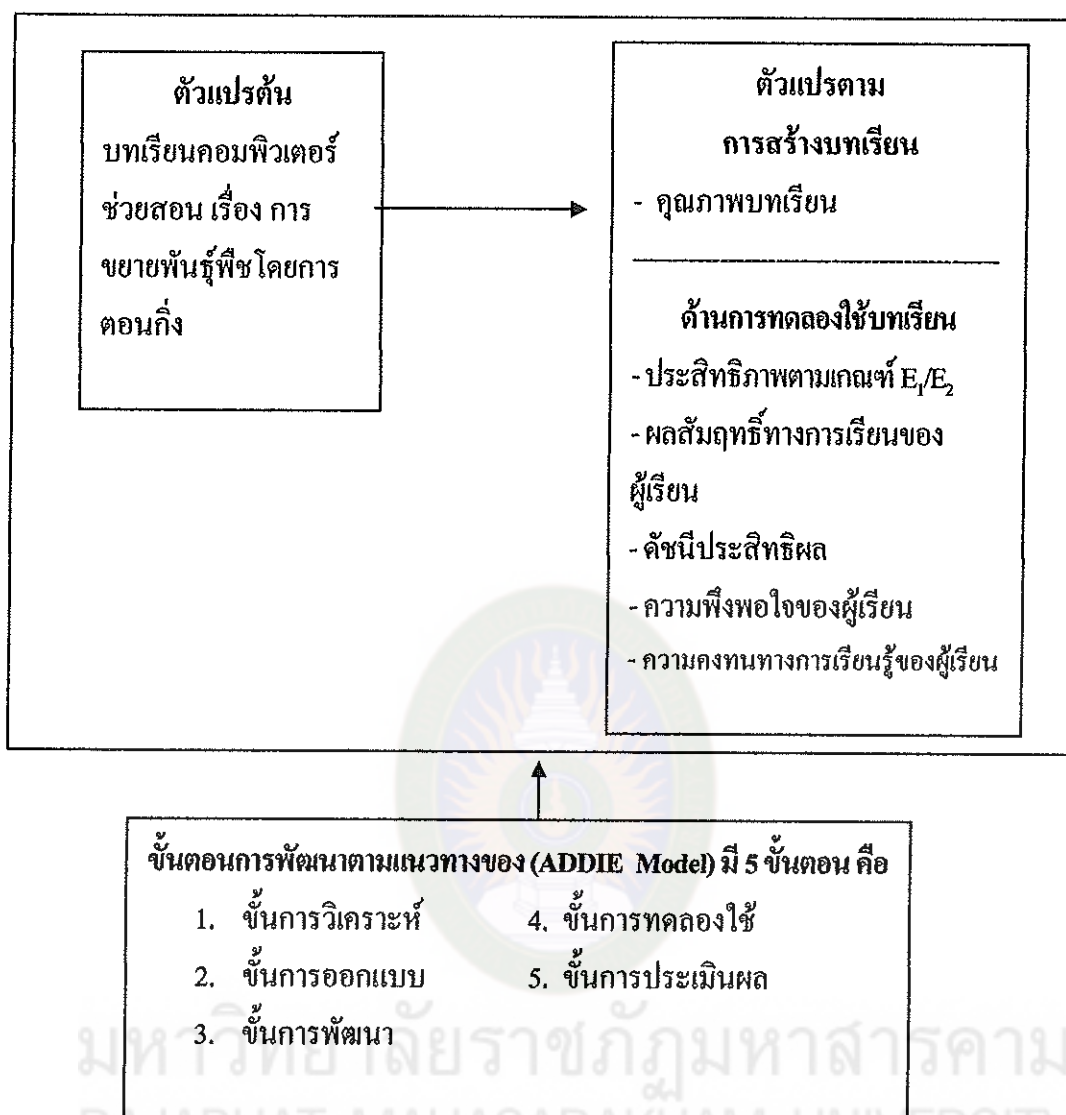 ตัวแปรต้น
บทเรียนคอมพิวเตอร์
ช่วยสอน เรื่อง การ
ขยายพันธุ์พืชโดยการ
ตอนกิ่ง
ตัวแปรตาม
การสร้างบทเรียน
- คุณภาพบทเรียน
ด้านการทดลองใช้บทเรียน
- ประสิทธิภาพตามเกณฑ์ E₁/E₂
- ผลสัมฤทธิ์ทางการเรียนของ
ผู้เรียน
- ดัชนีประสิทธิผล
- ความพึงพอใจของผู้เรียน
- ความคงทนทางการเรียนรู้ของผู้เรียน
ขั้นตอนการพัฒนาตามแนวทางของ (ADDIE Model) มี 5 ขั้นตอน คือ
1. ขั้นการวิเคราะห์
2. ขั้นการออกแบบ
3. ขั้นการพัฒนา
4. ขั้นการทดลองใช้
5. ขั้นการประเมินผล
มหาวิทยาลัยราชภัฏมหาสารคาม